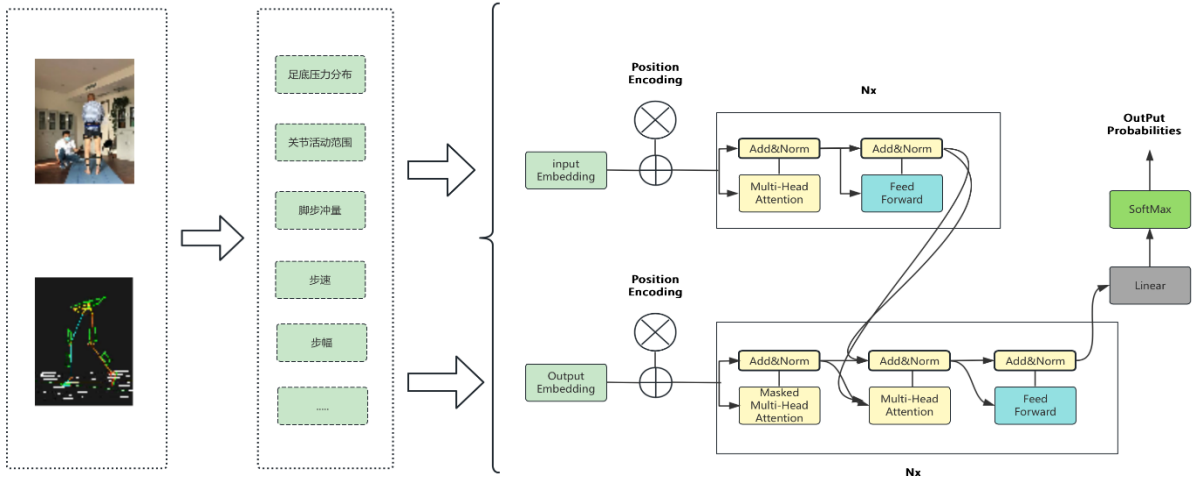 足底压力分布
关节活动范围
脚步冲量
步速
步幅
.....
Position
Encoding
input
Embedding
Nx
Add&Norm
Add&Norm
Multi-Head
Attention
Feed
Forward
OutPut
Probabilities
SoftMax
Linear
Position
Encoding
Output
Embedding
Add&Norm
Add&Norm
Add&Norm
Masked
Multi-Head
Attention
Multi-Head
Attention
Feed
Forward
Nx